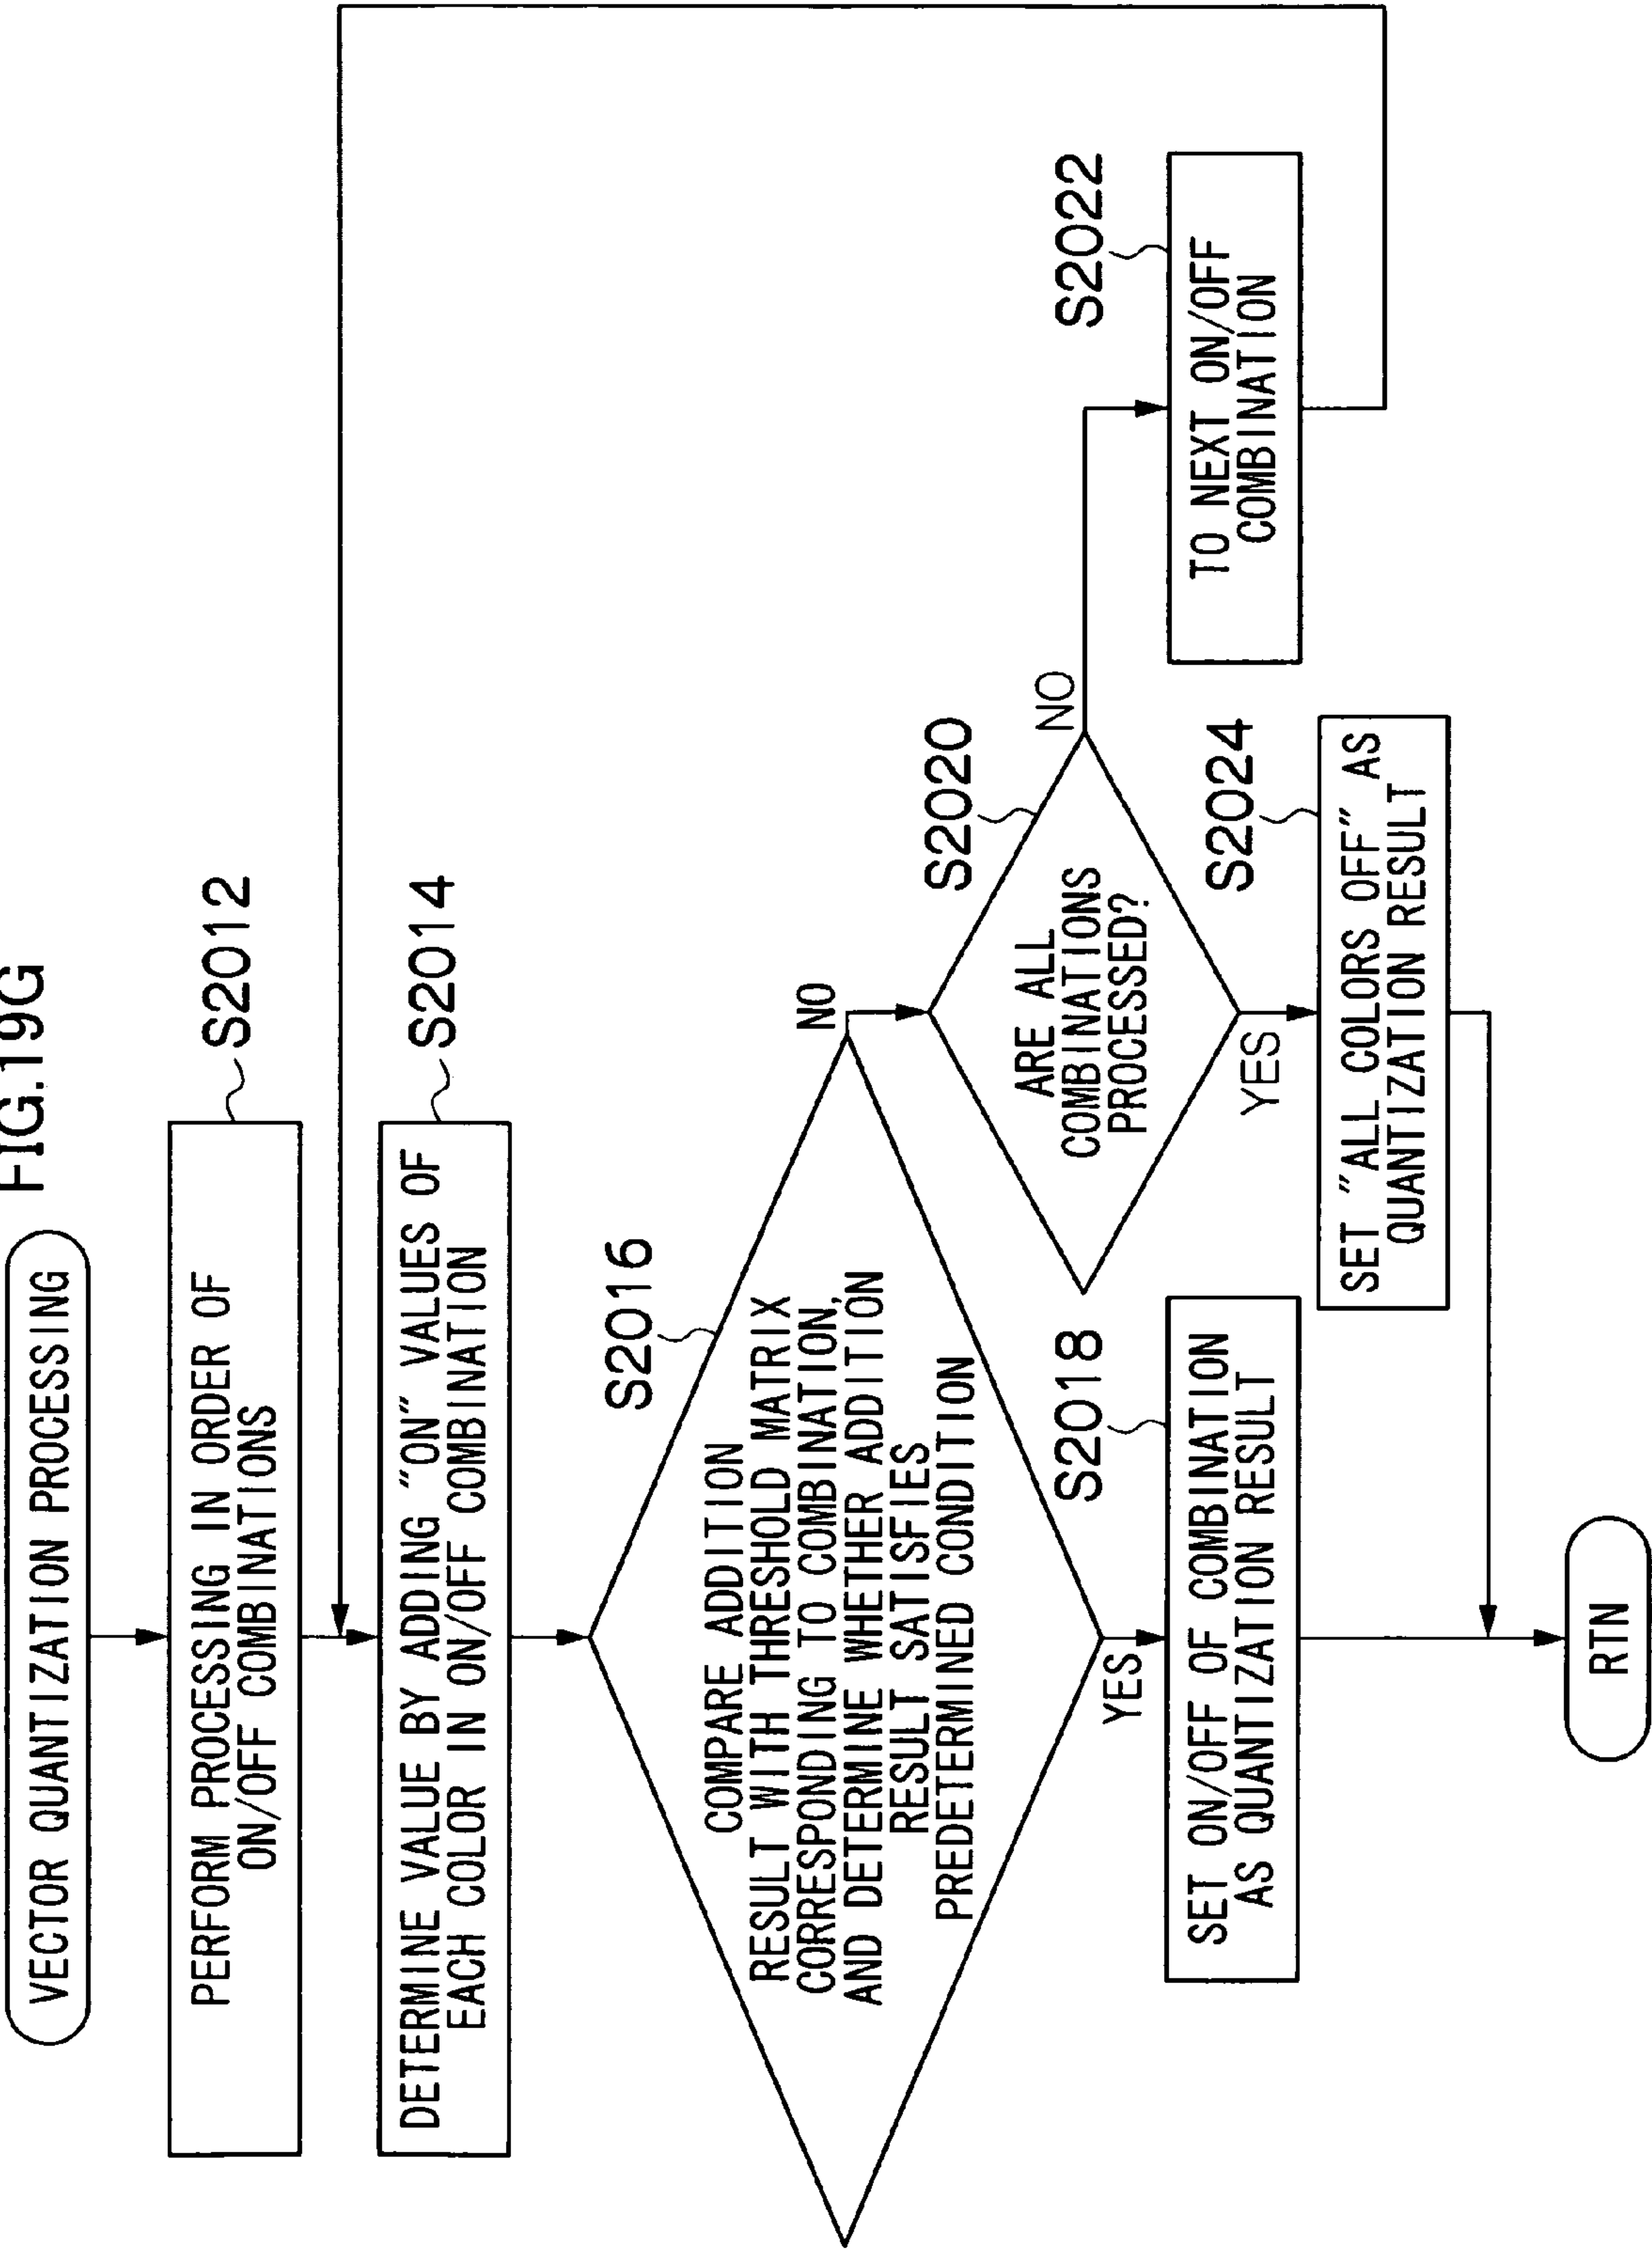 FIG.19G
VECTOR QUANTIZATION PROCESSING
S2012
PERFORM PROCESSING IN ORDER OF
ON/OFF COMBINATIONS
S2014
DETERMINE VALUE BY ADDING "ON" VALUES OF
EACH COLOR IN ON/OFF COMBINATION
S2016
COMPARE ADDITION
RESULT WITH THRESHOLD MATRIX
CORRESPONDING TO COMBINATION,
AND DETERMINE WHETHER ADDITION
RESULT SATISFIES
PREDETERMINED CONDITION
NO
YES
S2018
SET ON/OFF OF COMBINATION
AS QUANTIZATION RESULT
S2020
ARE ALL
COMBINATIONS
PROCESSED?
NO
YES
S2022
TO NEXT ON/OFF
COMBINATION
S2024
SET "ALL COLORS OFF" AS
QUANTIZATION RESULT
RTN